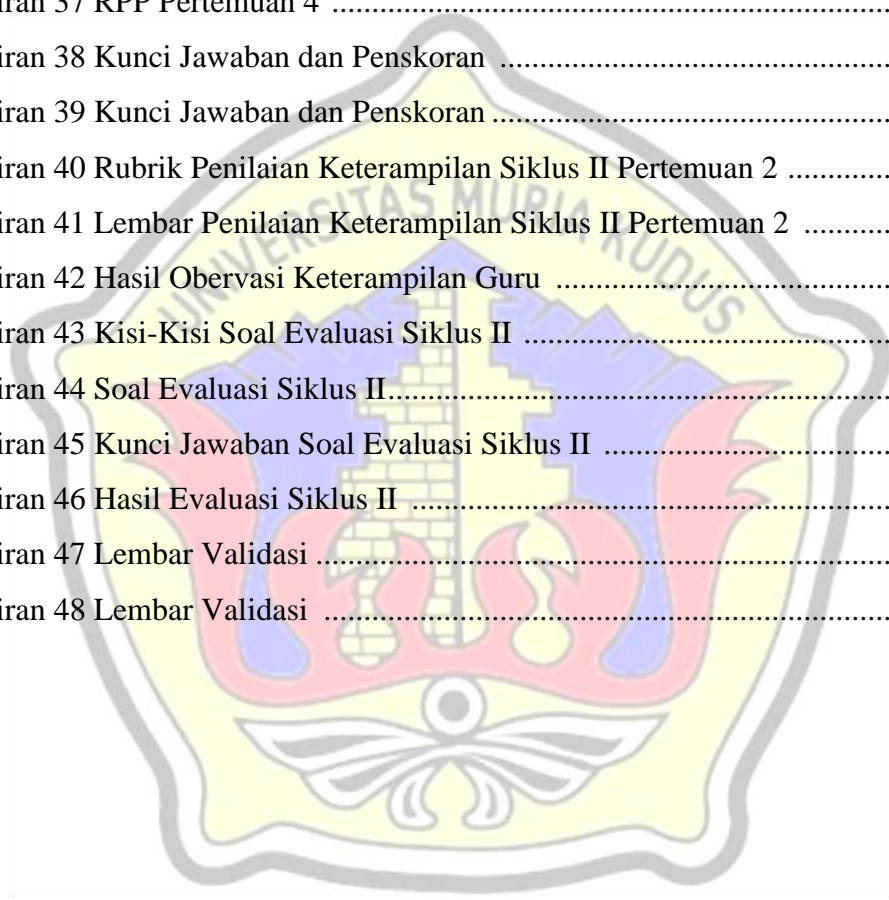 iran 37 RPP Pertemuan 4 ........................................................................
iran 38 Kunci Jawaban dan Penskoran ..................................................
iran 39 Kunci Jawaban dan Penskoran ...................................................
iran 40 Rubrik Penilaian Keterampilan Siklus II Pertemuan 2 .............
iran 41 Lembar Penilaian Keterampilan Siklus II Pertemuan 2 ...........
iran 42 Hasil Obervasi Keterampilan Guru ...........................................
iran 43 Kisi-Kisi Soal Evaluasi Siklus II ...............................................
iran 44 Soal Evaluasi Siklus II................................................................
iran 45 Kunci Jawaban Soal Evaluasi Siklus II .....................................
iran 46 Hasil Evaluasi Siklus II .............................................................
iran 47 Lembar Validasi .........................................................................
iran 48 Lembar Validasi ........................................................................
UNIVERSITAS MURIA KUDUS